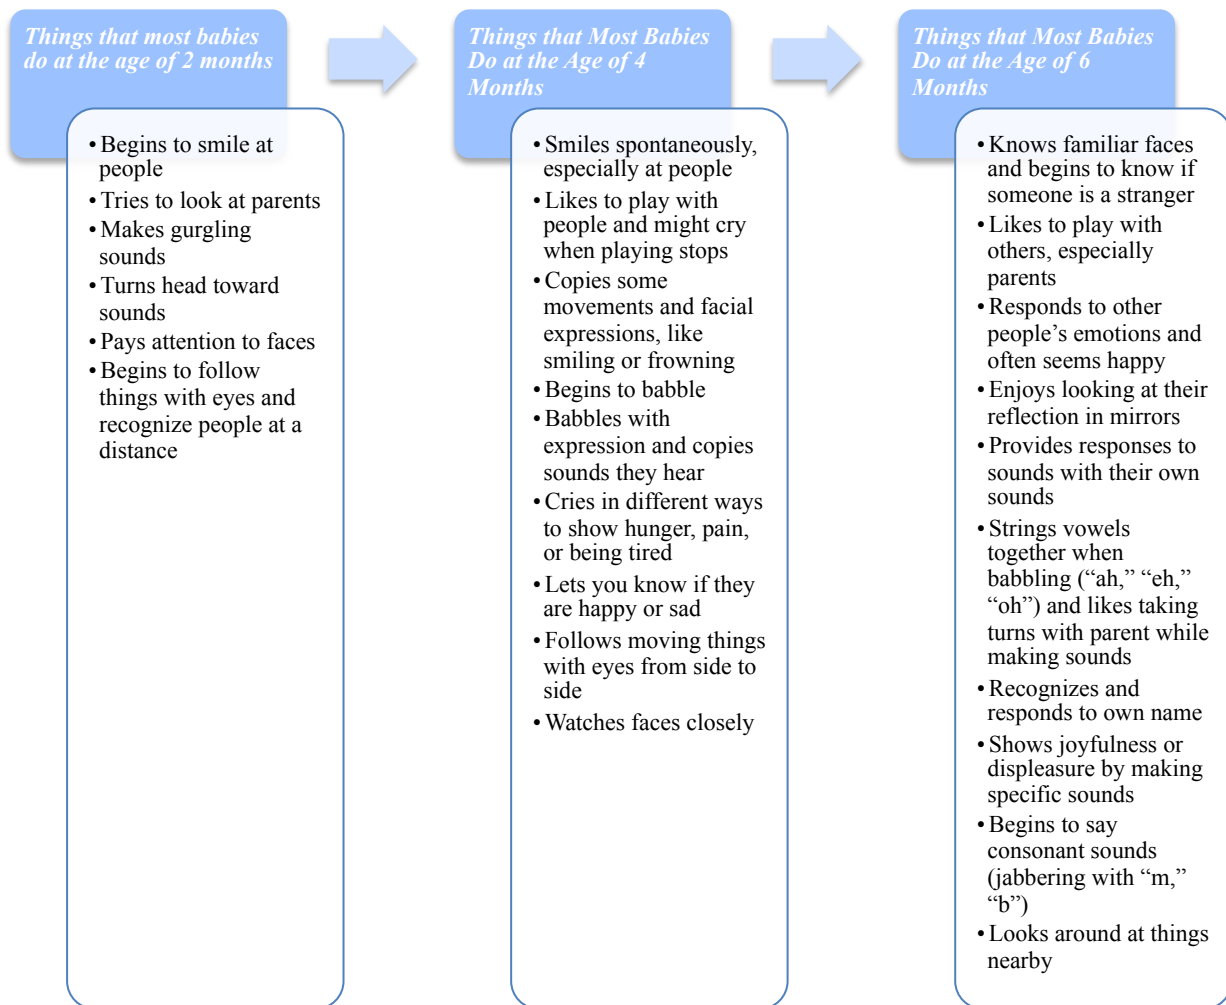 Things that most babies
do at the age of 2 months
• Begins to smile at
people
• Tries to look at parents
• Makes gurgling
sounds
• Turns head toward
sounds
• Pays attention to faces
• Begins to follow
things with eyes and
recognize people at a
distance
Things that Most Babies
Do at the Age of 4
Months
• Smiles spontaneously,
especially at people
• Likes to play with
people and might cry
when playing stops
• Copies some
movements and facial
expressions, like
smiling or frowning
• Begins to babble
• Babbles with
expression and copies
sounds they hear
• Cries in different ways
to show hunger, pain,
or being tired
• Lets you know if they
are happy or sad
• Follows moving things
with eyes from side to
side
• Watches faces closely
Things that Most Babies
Do at the Age of 6
Months
• Knows familiar faces
and begins to know if
someone is a stranger
• Likes to play with
others, especially
parents
• Responds to other
people’s emotions and
often seems happy
• Enjoys looking at their
reflection in mirrors
• Provides responses to
sounds with their own
sounds
• Strings vowels
together when
babbling (“ah,” “eh,”
“oh”) and likes taking
turns with parent while
making sounds
• Recognizes and
responds to own name
• Shows joyfulness or
displeasure by making
specific sounds
• Begins to say
consonant sounds
(jabbering with “m,”
“b”)
• Looks around at things
nearby